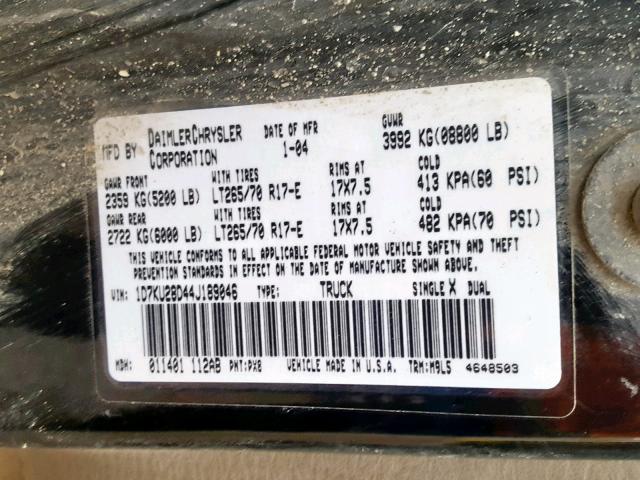 MFD BY DAIMLERCHRYSLER CORPORATION DATE OF MFR 1-04 GVWR 3992 KG(08800 LB)
GAWR FRONT WITH TIRES RIMS AT COLD
2359 KG(5200 LB) LT265/70 R17-E 17X7.5 413 KPA(60 PSI)
GAWR REAR WITH TIRES RIMS AT COLD
2722 KG(6000 LB) LT265/70 R17-E 17X7.5 482 KPA(70 PSI)
THIS VEHICLE CONFORMS TO ALL APPLICABLE FEDERAL MOTOR VEHICLE SAFETY AND THEFT
PREVENTION STANDARDS IN EFFECT ON THE DATE OF MANUFACTURE SHOWN ABOVE.
VIN: 1D7KU28D44J189046 TYPE: TRUCK SINGLE X DUAL
MDH: 011401 112AB PNT:PX8 VEHICLE MADE IN U.S.A. TRM:M9L5 4648503